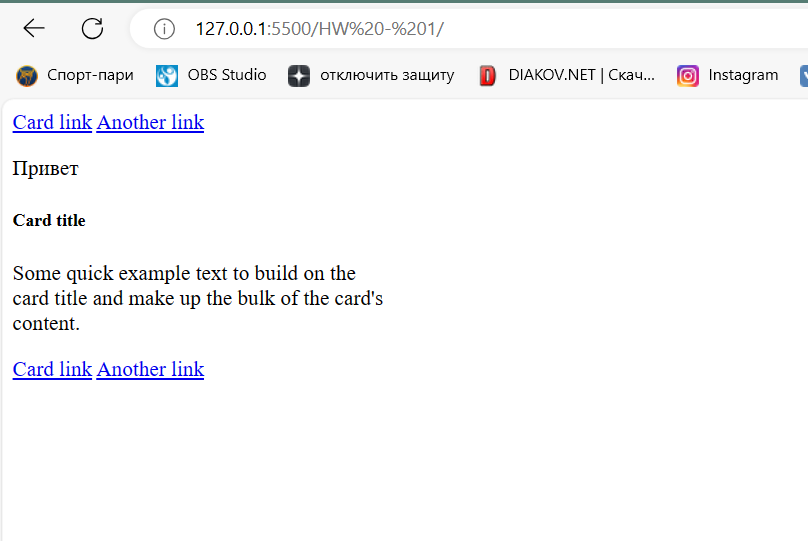 127.0.0.1:5500/HW%20-%201/
Спорт-пари OBS Studio отключить защиту DIAKOV.NET | Скач... Instagram
Card link Another link
Привет
Card title
Some quick example text to build on the
card title and make up the bulk of the card's
content.
Card link Another link